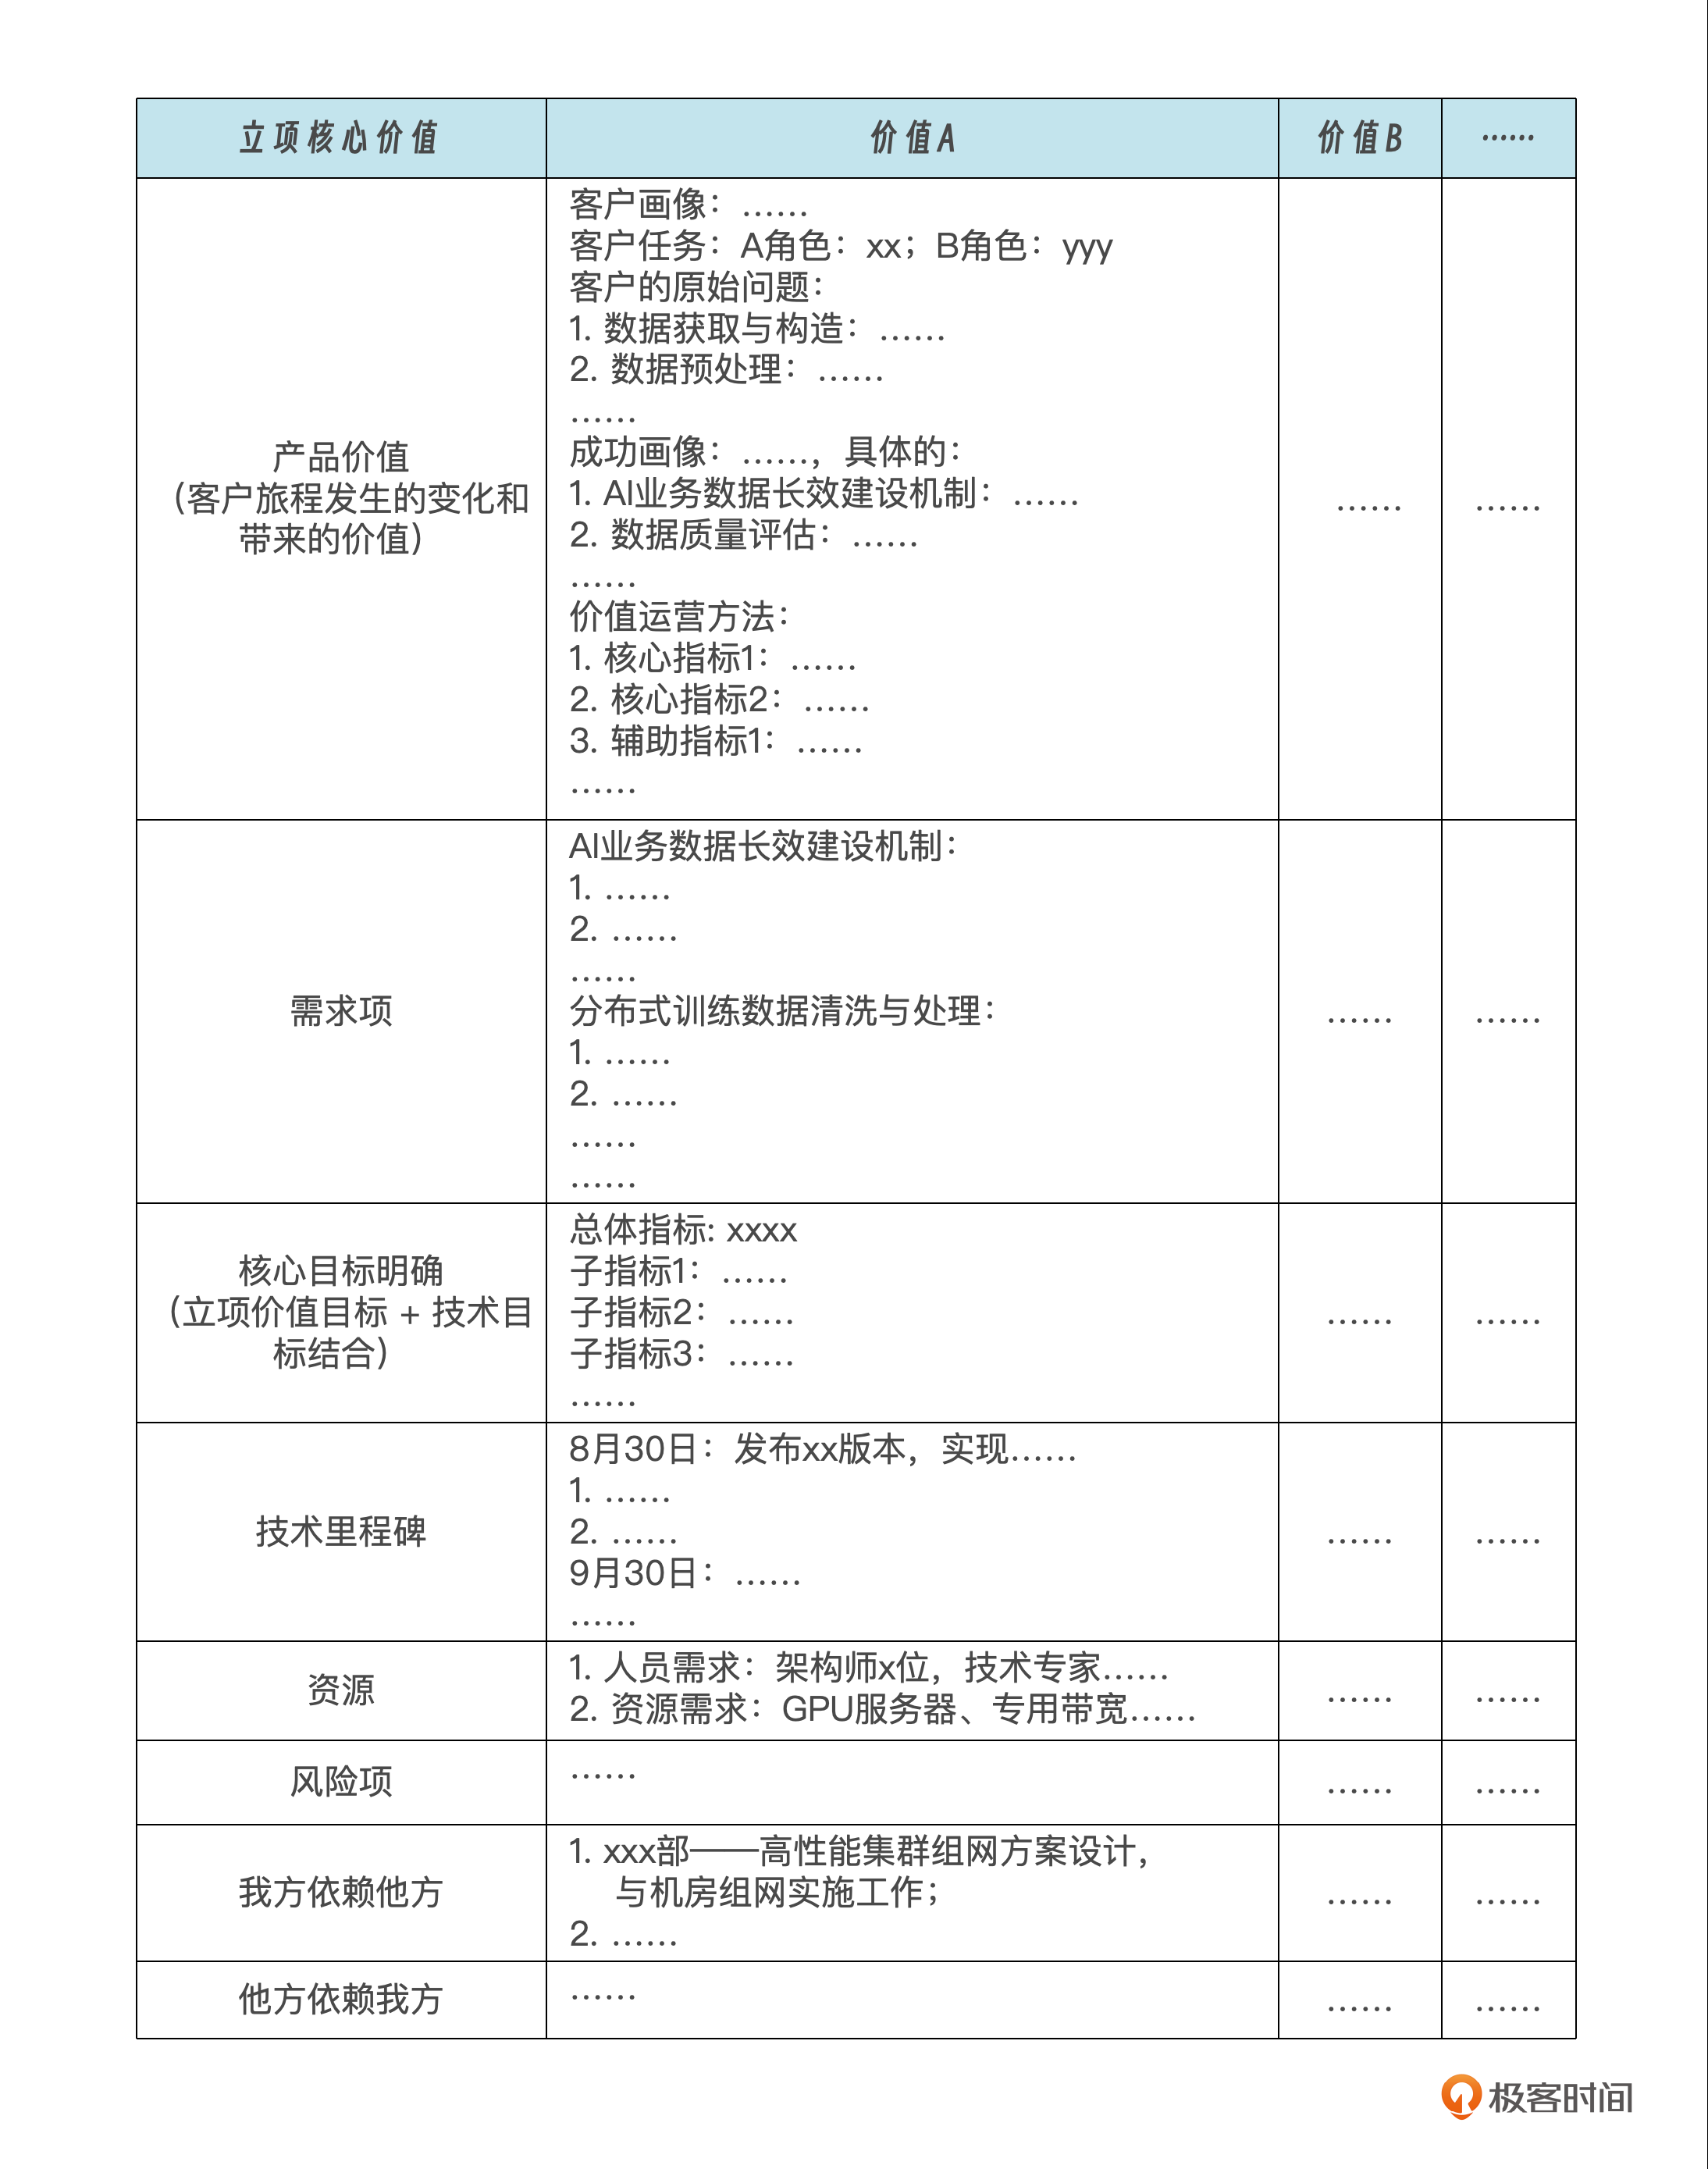 立项核心价值
价值A
价值B
……
产品价值
（客户旅程发生的变化和
带来的价值）
客户画像：……
客户任务：A角色：xx；B角色：yyy
客户的原始问题：
1. 数据获取与构造：……
2. 数据预处理：……
……
成功画像：……，具体的：
1. AI业务数据长效建设机制：……
2. 数据质量评估：……
……
价值运营方法：
1. 核心指标1：……
2. 核心指标2：……
3. 辅助指标1：……
……
……
……
需求项
AI业务数据长效建设机制：
1. ……
2. ……
……
分布式训练数据清洗与处理：
1. ……
2. ……
……
……
……
……
核心目标明确
（立项价值目标 + 技术目
标结合）
总体指标: xxxx
子指标1：……
子指标2：……
子指标3：……
……
……
……
技术里程碑
8月30日：发布xx版本，实现……
1. ……
2. ……
9月30日：……
……
……
……
资源
1. 人员需求：架构师x位，技术专家……
2. 资源需求：GPU服务器、专用带宽……
……
……
风险项
……
……
……
我方依赖他方
1. xxx部——高性能集群组网方案设计，
与机房组网实施工作；
2. ……
……
……
他方依赖我方
……
……
……
极客时间